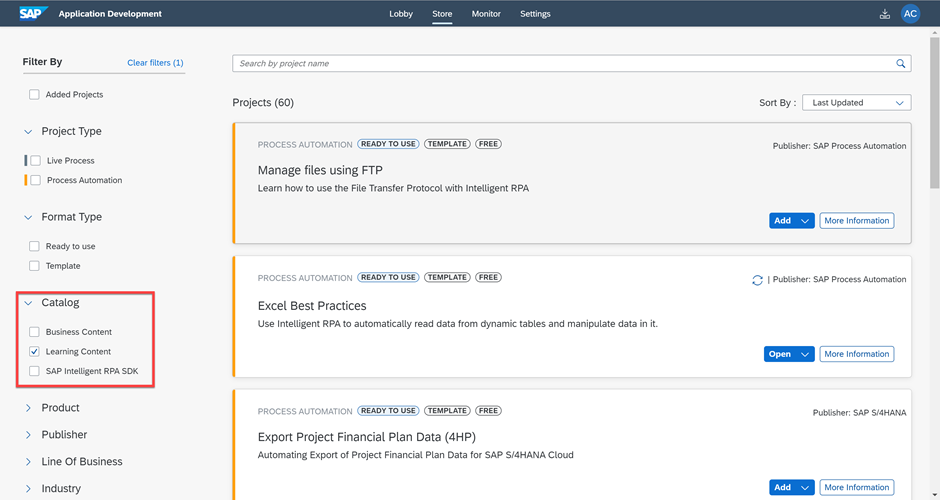 SAP Application Development Lobby Store Monitor Settings AC
Filter By Clear filters (1)
Added Projects
Project Type
Live Process
Process Automation
Format Type
Ready to use
Template
Catalog
Business Content
Learning Content
SAP Intelligent RPA SDK
Product
Publisher
Line Of Business
Industry
Search by project name
Projects (60) Sort By : Last Updated
PROCESS AUTOMATION READY TO USE TEMPLATE FREE Publisher: SAP Process Automation
Manage files using FTP
Learn how to use the File Transfer Protocol with Intelligent RPA
Add More Information
PROCESS AUTOMATION READY TO USE TEMPLATE FREE | Publisher: SAP Process Automation
Excel Best Practices
Use Intelligent RPA to automatically read data from dynamic tables and manipulate data in it.
Open More Information
PROCESS AUTOMATION READY TO USE TEMPLATE FREE Publisher: SAP S/4HANA
Export Project Financial Plan Data (4HP)
Automating Export of Project Financial Plan Data for SAP S/4HANA Cloud
Add More Information